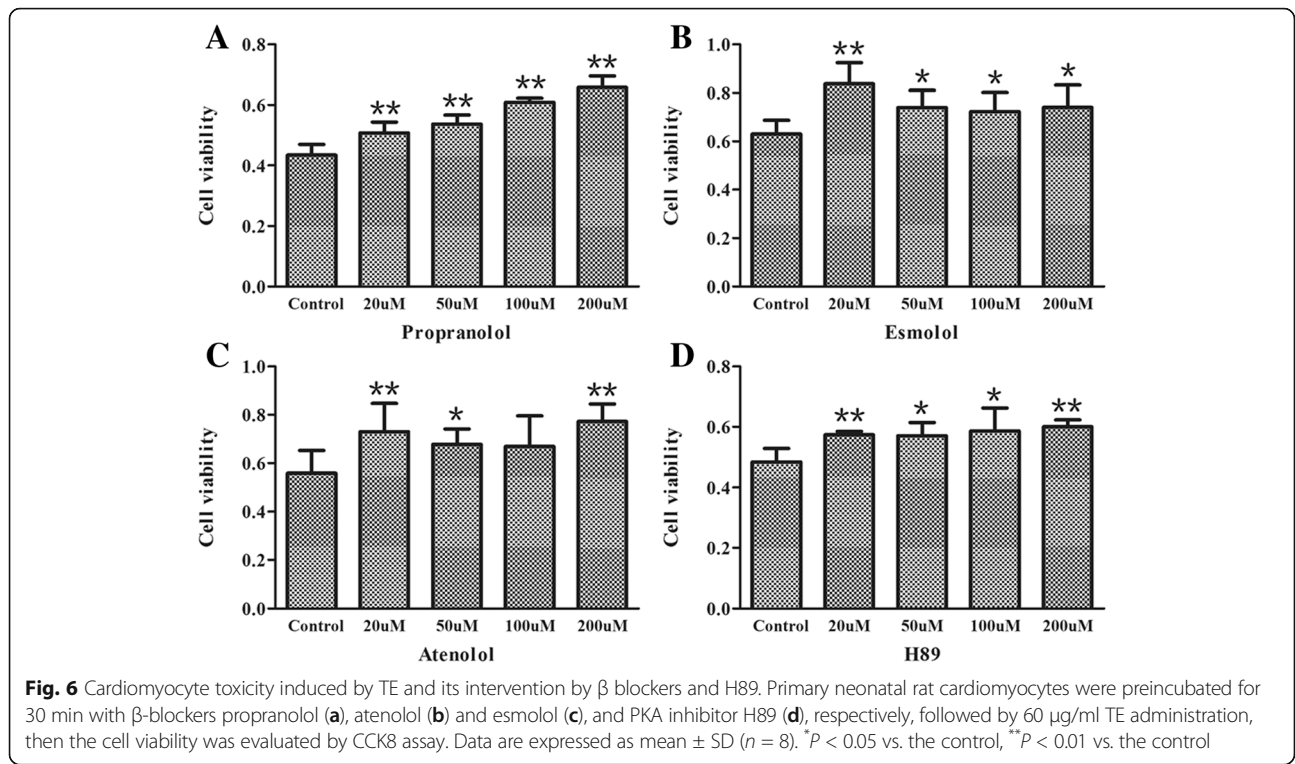 A
B
0.8
0.6
0.4
0.2
0.0
Cell viability
**
**
**
**
Control 20uM 50uM 100uM 200uM
Propranolol
1.0
0.8
0.6
0.4
0.2
0.0
Cell viability
**
*
*
*
Control 20uM 50uM 100uM 200uM
Esmolol
C
D
1.0
0.8
0.6
0.4
0.2
0.0
Cell viability
**
*
**
Control 20uM 50uM 100uM 200uM
Atenolol
0.8
0.6
0.4
0.2
0.0
Cell viability
**
*
*
**
Control 20uM 50uM 100uM 200uM
H89
Fig. 6 Cardiomyocyte toxicity induced by TE and its intervention by β blockers and H89. Primary neonatal rat cardiomyocytes were preincubated for
30 min with β-blockers propranolol (a), atenolol (b) and esmolol (c), and PKA inhibitor H89 (d), respectively, followed by 60 μg/ml TE administration,
then the cell viability was evaluated by CCK8 assay. Data are expressed as mean ± SD (n = 8). *P < 0.05 vs. the control, **P < 0.01 vs. the control